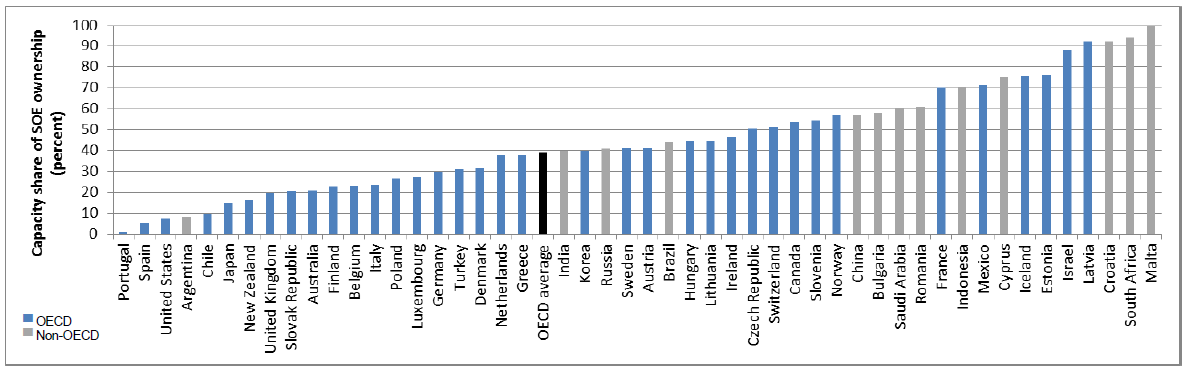 Capacity share of SOE ownership
(percent)
100
90
80
70
60
50
40
30
20
10
0
Portugal
Spain
United States
Argentina
Chile
Japan
New Zealand
United Kingdom
Slovak Republic
Australia
Finland
Belgium
Italy
Poland
Luxembourg
Germany
Turkey
Denmark
Netherlands
Greece
OECD average
India
Korea
Russia
Sweden
Austria
Brazil
Hungary
Lithuania
Ireland
Czech Republic
Switzerland
Canada
Slovenia
Norway
China
Bulgaria
Saudi Arabia
Romania
France
Indonesia
Mexico
Cyprus
Iceland
Estonia
Israel
Latvia
Croatia
South Africa
Malta
OECD
Non-OECD